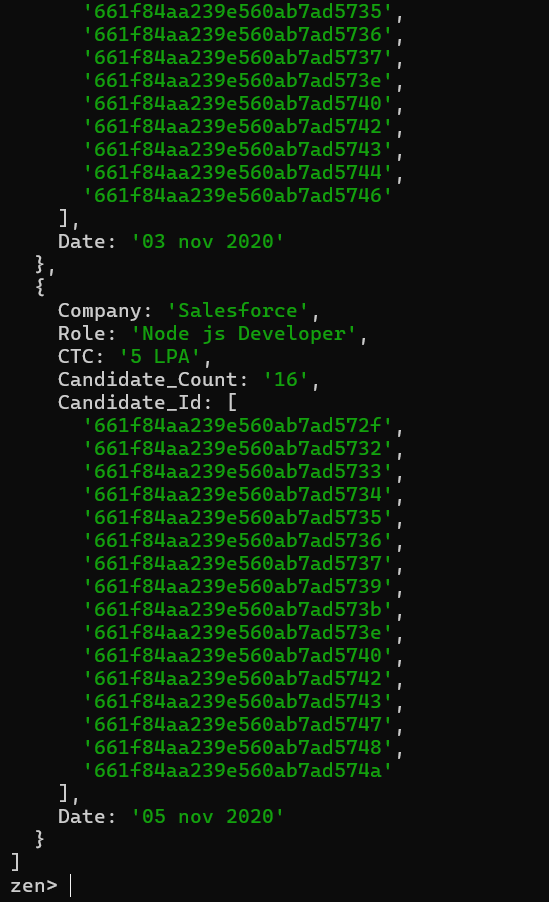 '661f84aa239e560ab7ad5735',
'661f84aa239e560ab7ad5736',
'661f84aa239e560ab7ad5737',
'661f84aa239e560ab7ad573e',
'661f84aa239e560ab7ad5740',
'661f84aa239e560ab7ad5742',
'661f84aa239e560ab7ad5743',
'661f84aa239e560ab7ad5744',
'661f84aa239e560ab7ad5746'
],
Date: '03 nov 2020'
},
{
Company: 'Salesforce',
Role: 'Node js Developer',
CTC: '5 LPA',
Candidate_Count: '16',
Candidate_Id: [
'661f84aa239e560ab7ad572f',
'661f84aa239e560ab7ad5732',
'661f84aa239e560ab7ad5733',
'661f84aa239e560ab7ad5734',
'661f84aa239e560ab7ad5735',
'661f84aa239e560ab7ad5736',
'661f84aa239e560ab7ad5737',
'661f84aa239e560ab7ad5739',
'661f84aa239e560ab7ad573b',
'661f84aa239e560ab7ad573e',
'661f84aa239e560ab7ad5740',
'661f84aa239e560ab7ad5742',
'661f84aa239e560ab7ad5743',
'661f84aa239e560ab7ad5747',
'661f84aa239e560ab7ad5748',
'661f84aa239e560ab7ad574a'
],
Date: '05 nov 2020'
}
]
zen>